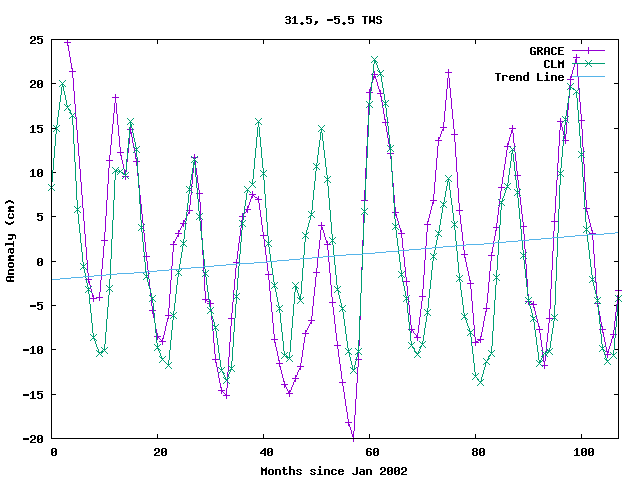 31.5, -5.5 TWS
GRACE
CLM
Trend Line
25
20
15
10
5
0
-5
-10
-15
-20
Anomaly (cm)
0 20 40 60 80 100
Months since Jan 2002